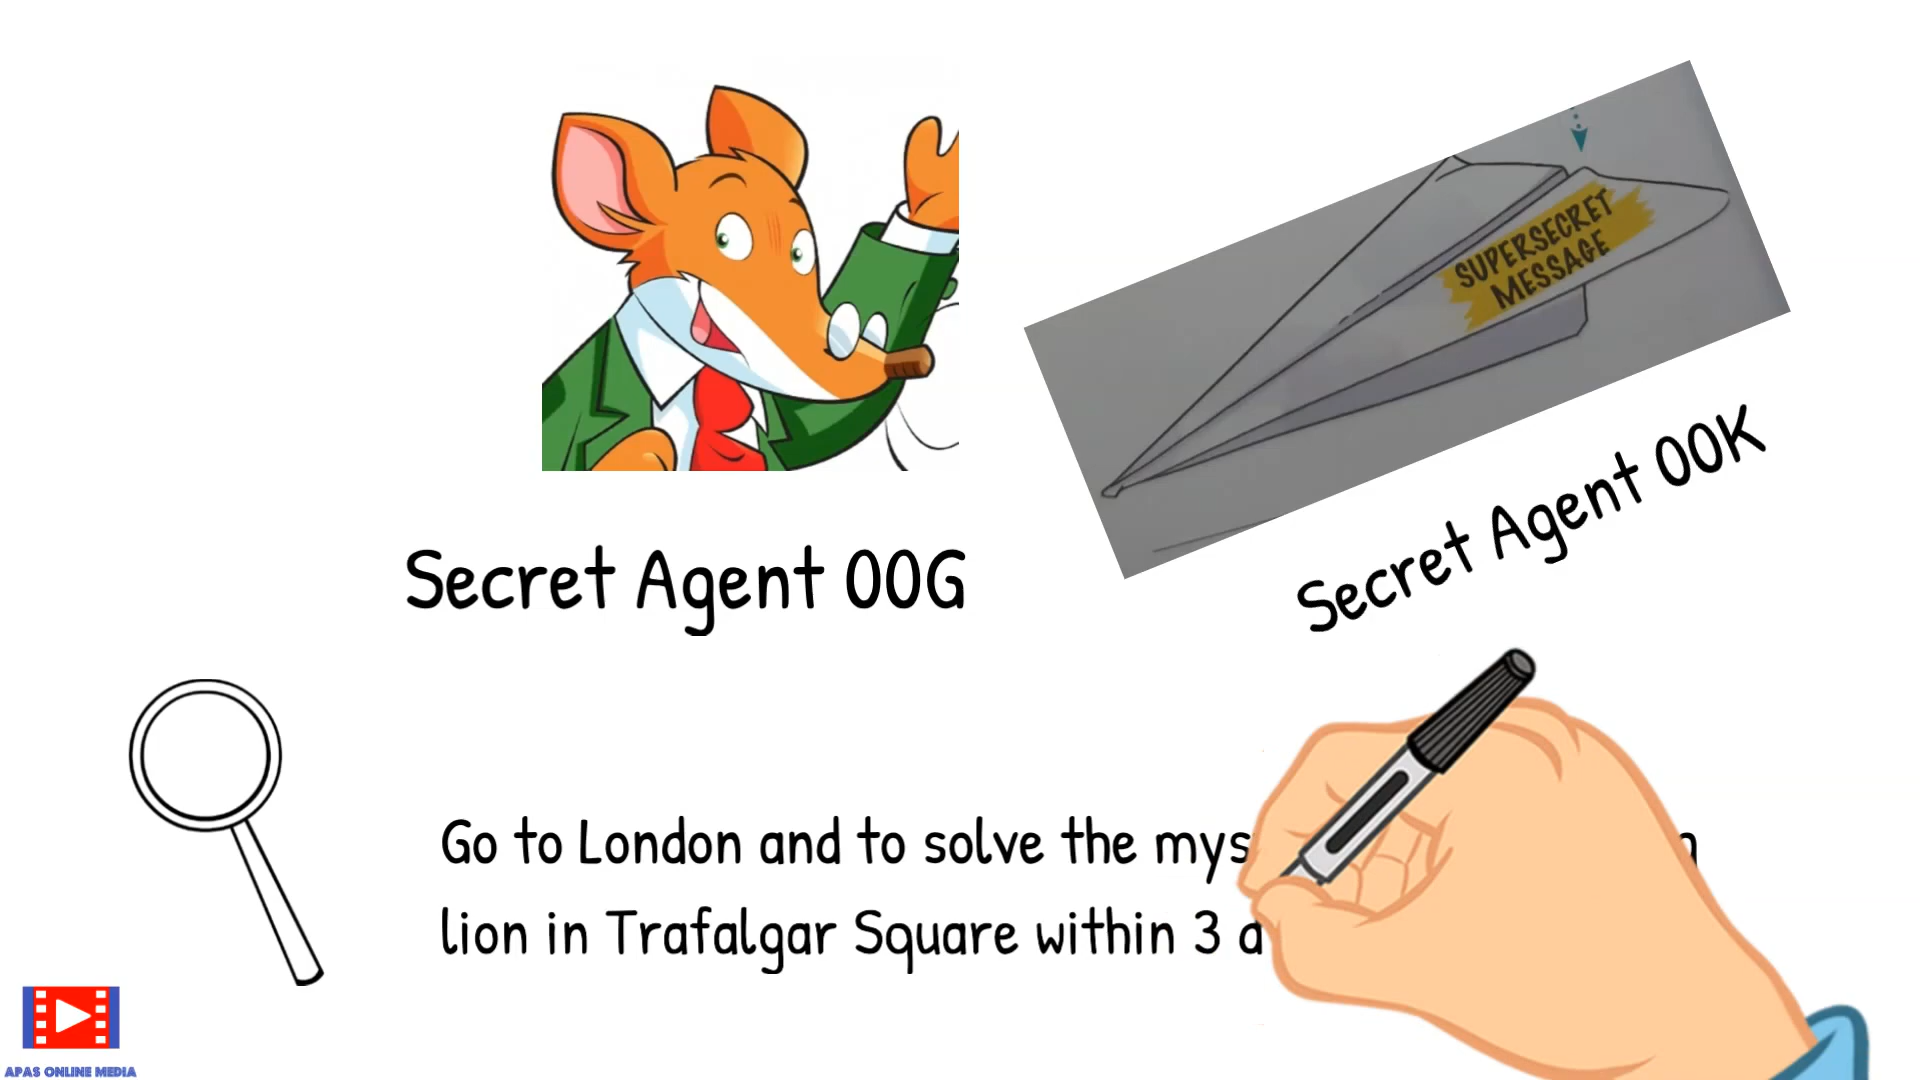 SUPERSECRET
MESSAGE
Secret Agent 00K
Secret Agent 00G
Go to London and to solve the
lion in Trafalgar Square within 3
APAS ONLINE MEDIA